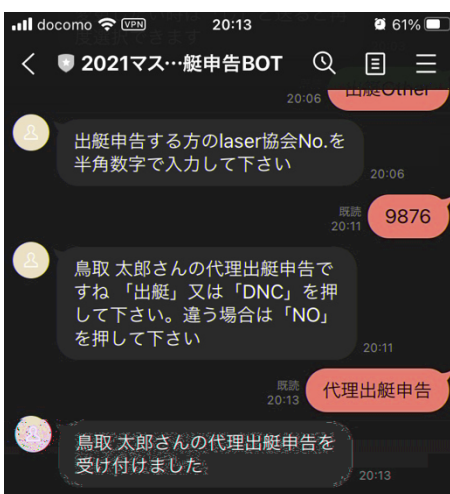 docomo VPN 20:13 61%
2021マス…艇申告BOT
出艇Other
20:06
出艇申告する方のlaser協会No.を
半角数字で入力して下さい
20:06
既読
20:11
9876
鳥取 太郎さんの代理出艇申告で
すね 「出艇」又は「DNC」を押
して下さい。違う場合は「NO」
を押して下さい
20:11
既読
20:13
代理出艇申告
鳥取 太郎さんの代理出艇申告を
受け付けました
20:13